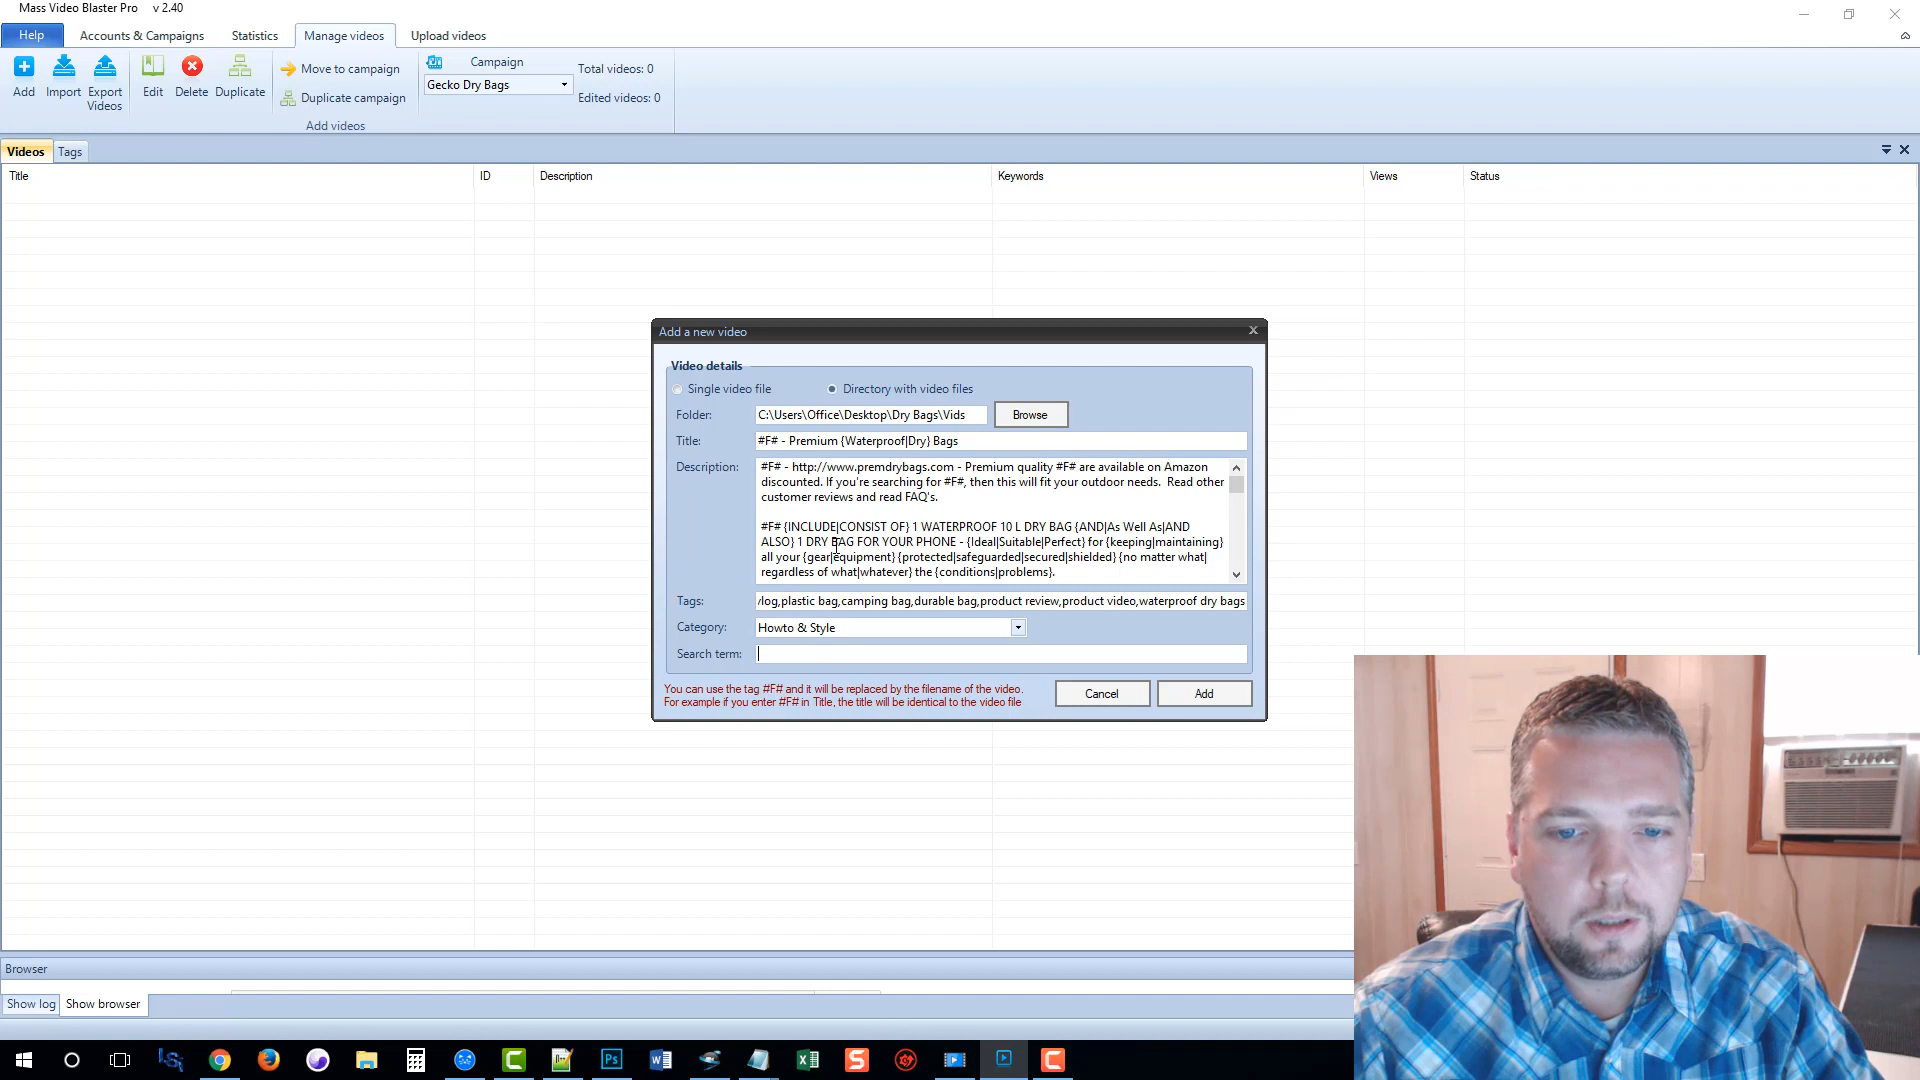 Mass Video Blaster Pro v 2.40
Help Accounts & Campaigns Statistics Manage videos Upload videos
Add Import Export Videos Edit Delete Duplicate
Move to campaign
Duplicate campaign
Add videos
Campaign
Gecko Dry Bags
Total videos: 0
Edited videos: 0
Videos Tags
Title ID Description Keywords Views Status
Add a new video x
Video details
Single video file Directory with video files
Folder: C:\Users\Office\Desktop\Dry Bags\Vids Browse
Title: #F# - Premium {Waterproof|Dry} Bags
Description: #F# - http://www.premdrybags.com - Premium quality #F# are available on Amazon
discounted. If you're searching for #F#, then this will fit your outdoor needs. Read other
customer reviews and read FAQ's.
#F# {INCLUDE|CONSIST OF} 1 WATERPROOF 10 L DRY BAG {AND|As Well As|AND
ALSO} 1 DRY BAG FOR YOUR PHONE - {Ideal|Suitable|Perfect} for {keeping|maintaining}
all your {gear|equipment} {protected|safeguarded|secured|shielded} {no matter what|
regardless of what|whatever} the {conditions|problems}.
Tags: log,plastic bag,camping bag,durable bag,product review,product video,waterproof dry bags
Category: Howto & Style
Search term:
You can use the tag #F# and it will be replaced by the filename of the video.
For example if you enter #F# in Title, the title will be identical to the video file
Cancel Add
Browser
Show log Show browser